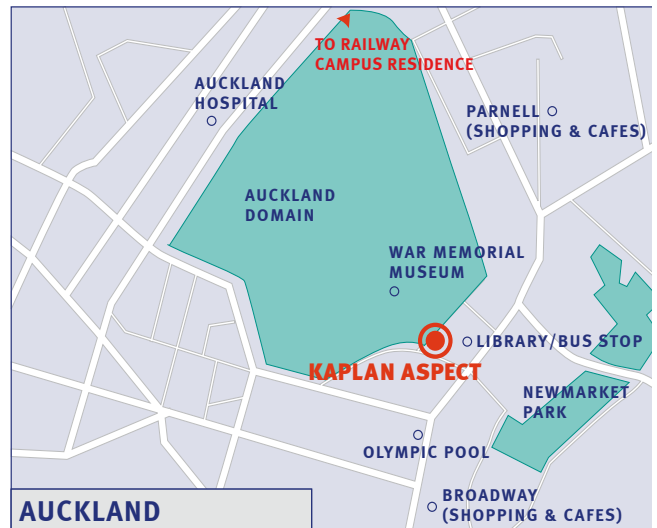 TO RAILWAY
CAMPUS RESIDENCE
AUCKLAND
HOSPITAL
PARNELL
(SHOPPING & CAFES)
AUCKLAND
DOMAIN
WAR MEMORIAL
MUSEUM
LIBRARY/BUS STOP
KAPLAN ASPECT
NEWMARKET
PARK
OLYMPIC POOL
BROADWAY
(SHOPPING & CAFES)
AUCKLAND